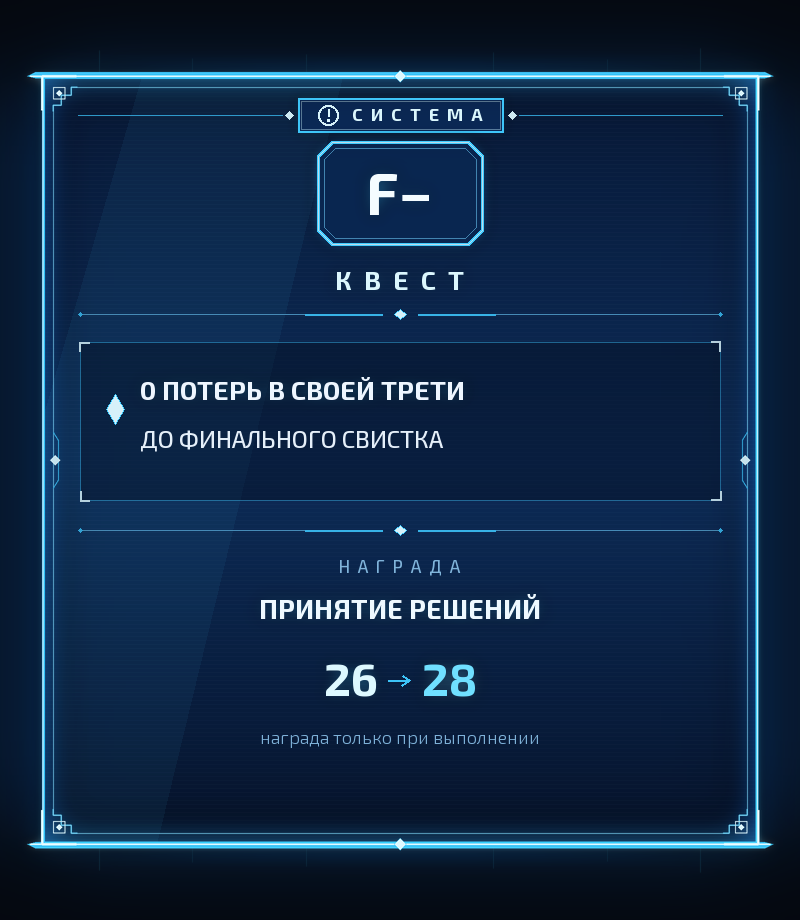 СИСТЕМА
F−
КВЕСТ
0 ПОТЕРЬ В СВОЕЙ ТРЕТИ
ДО ФИНАЛЬНОГО СВИСТКА
НАГРАДА
ПРИНЯТИЕ РЕШЕНИЙ
26 → 28
награда только при выполнении